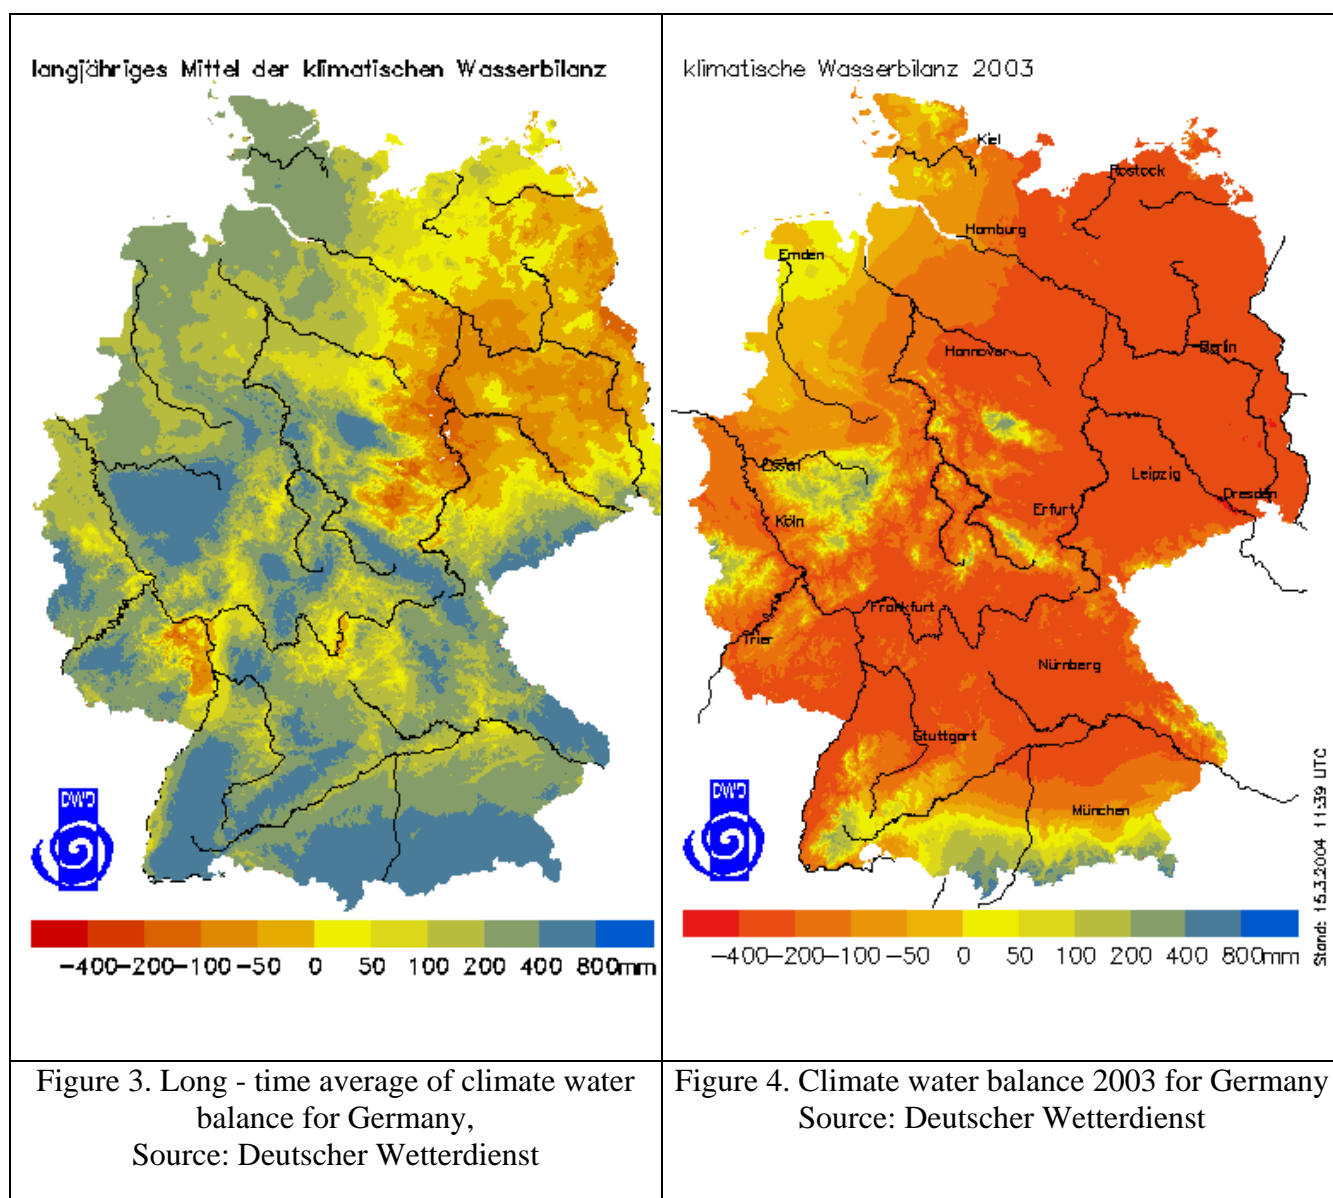 langjähriges Mittel der klimatischen Wasserbilanz
DWD
-400-200-100 -50 0 50 100 200 400 800mm
klimatische Wasserbilanz 2003
Kiel
Rostock
Hamburg
Emden
Hannover
Berlin
Essen
Leipzig
Dresden
Köln
Erfurt
Frankfurt
Trier
Nürnberg
Stuttgart
München
DWD
-400-200-100 -50 0 50 100 200 400 800mm
Stand: 15.3.2004 11:39 UTC
Figure 3. Long - time average of climate water
balance for Germany,
Source: Deutscher Wetterdienst
Figure 4. Climate water balance 2003 for Germany
Source: Deutscher Wetterdienst